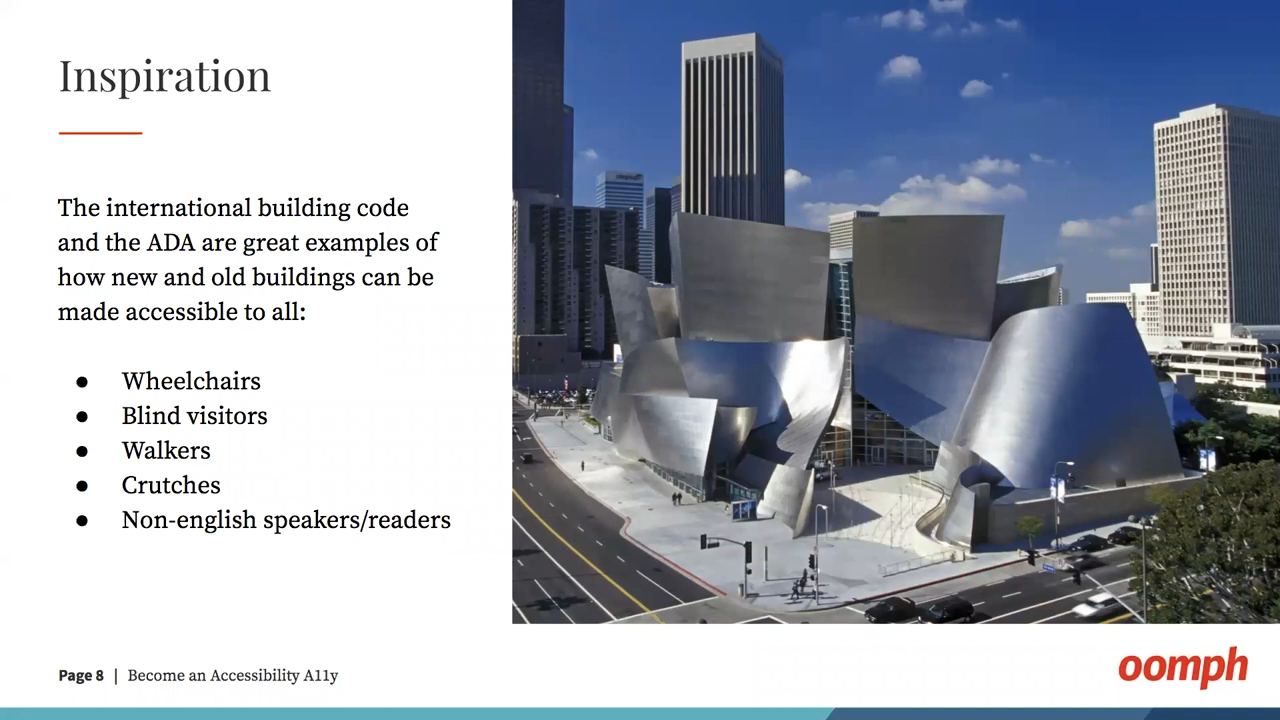 Inspiration
The international building code
and the ADA are great examples of
how new and old buildings can be
made accessible to all:
● Wheelchairs
● Blind visitors
● Walkers
● Crutches
● Non-english speakers/readers
Page 8 | Become an Accessibility A11y
oomph